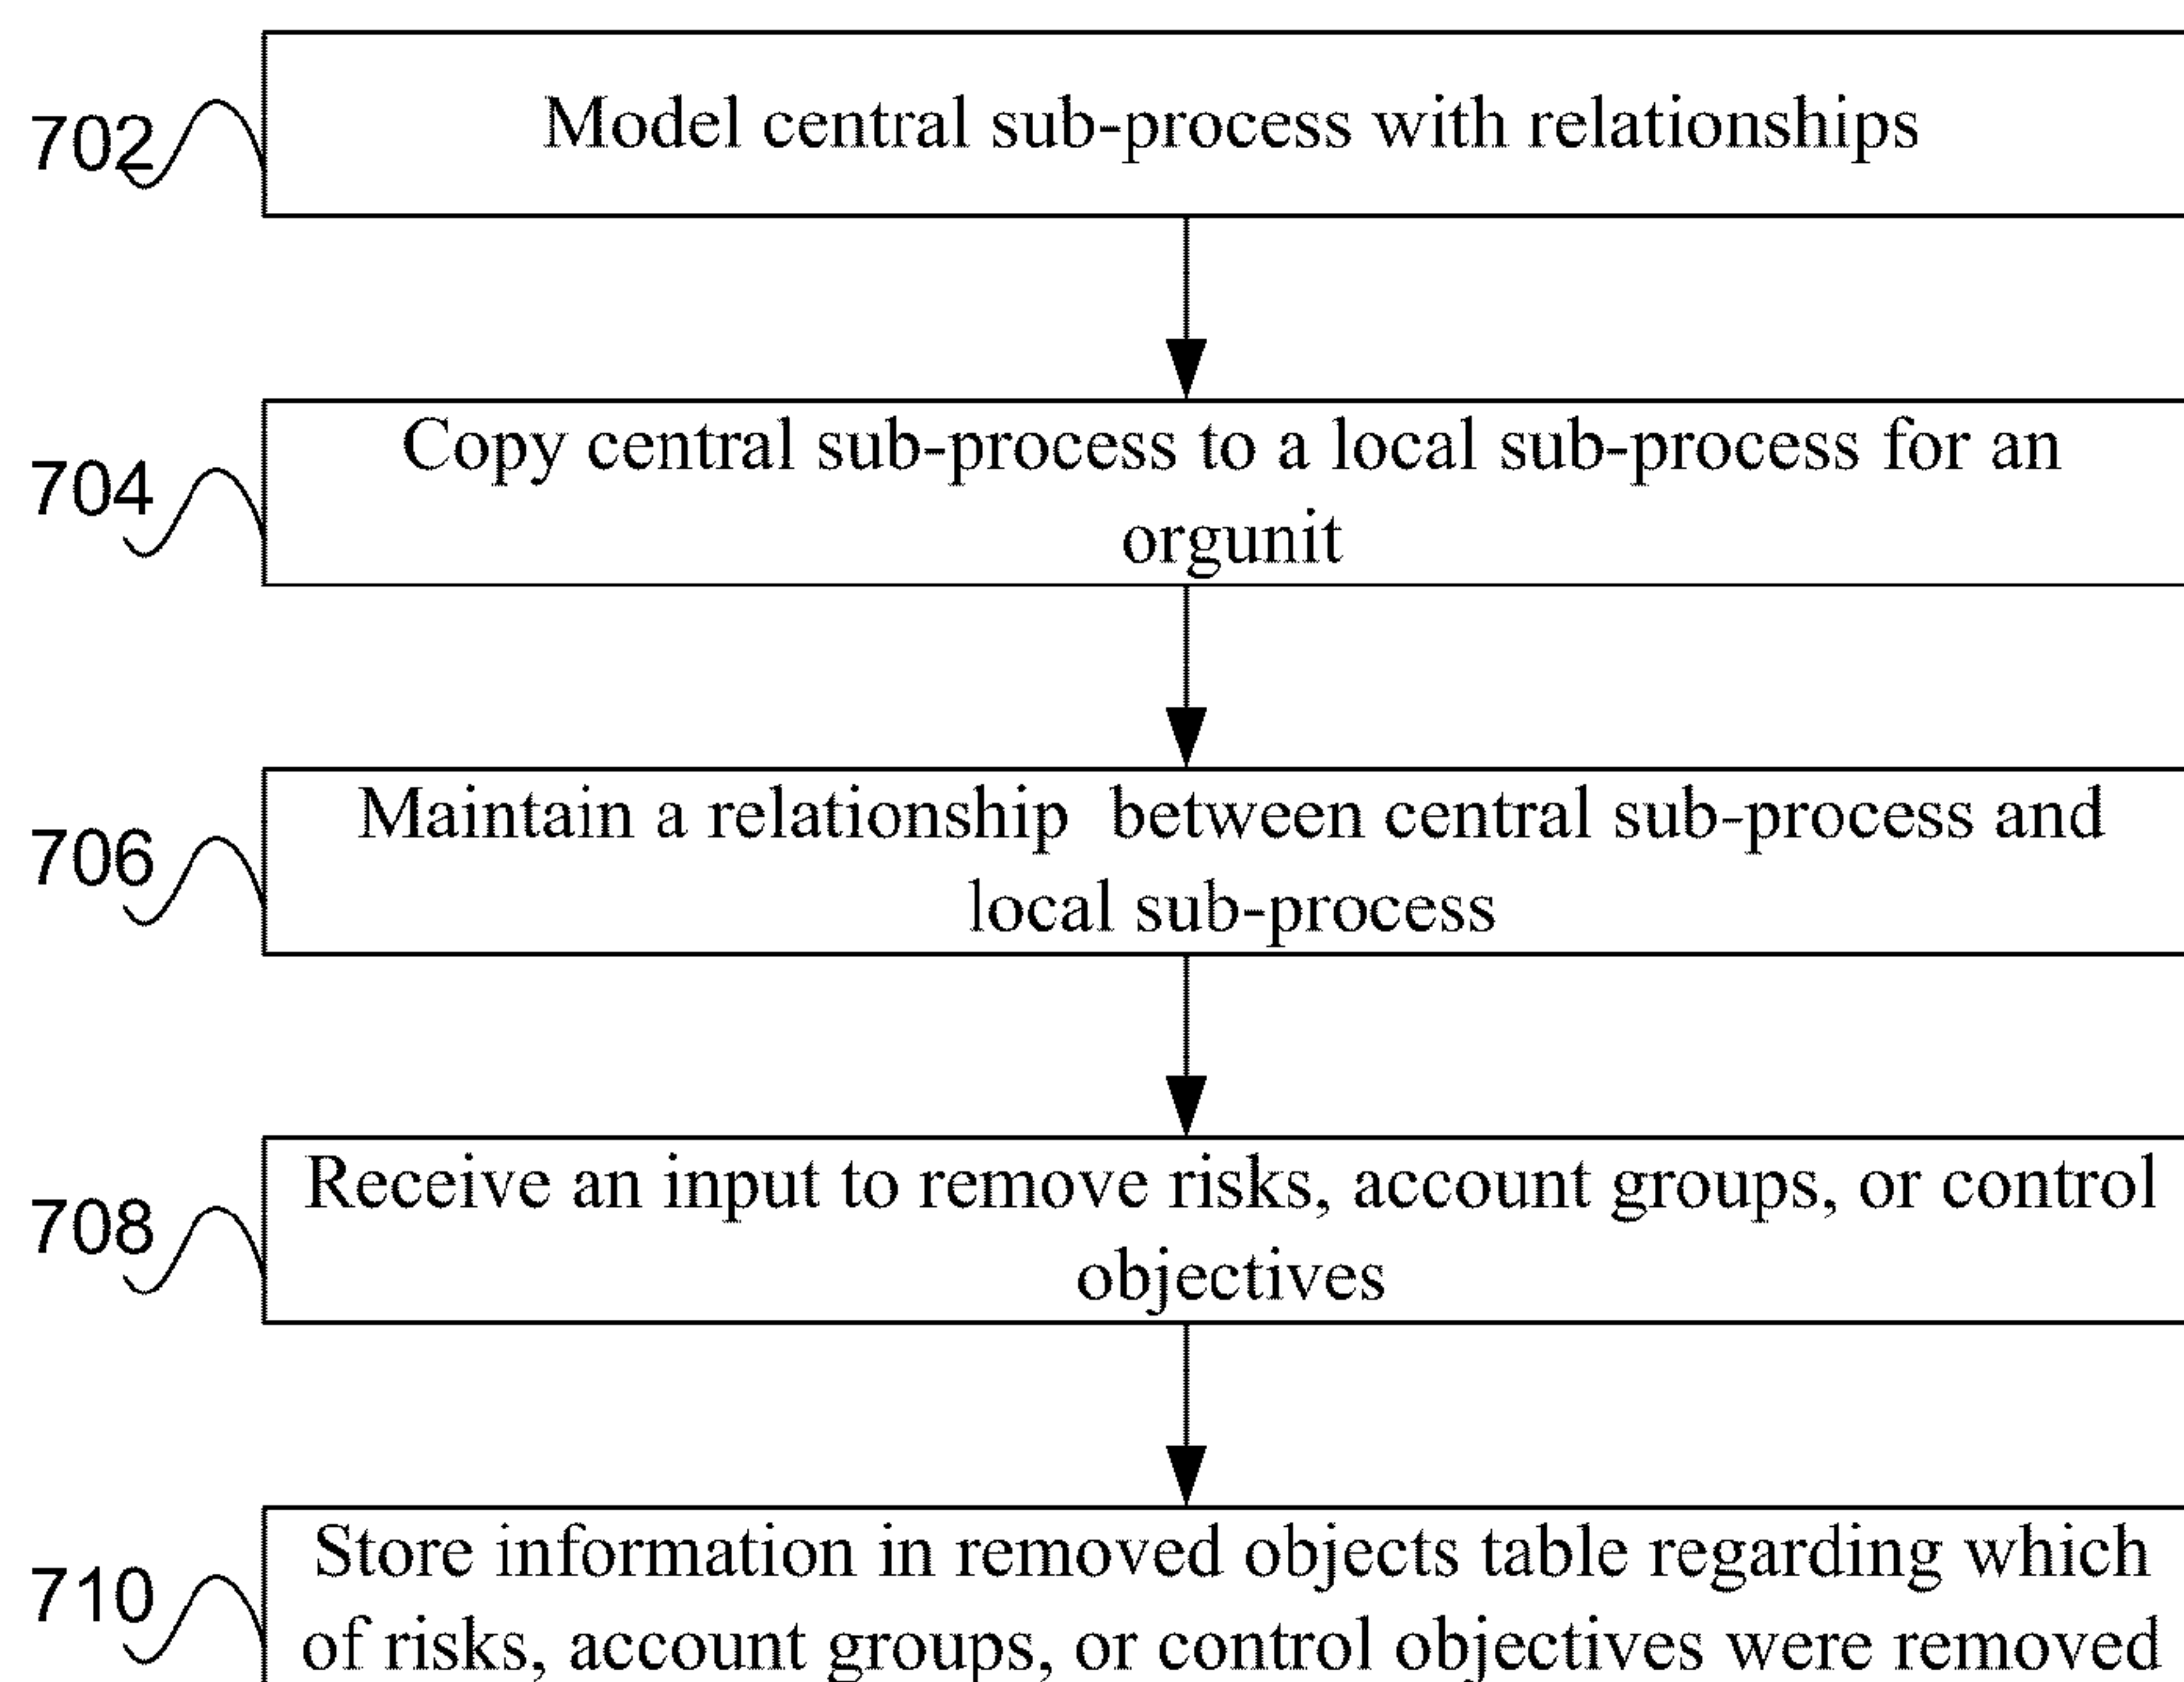 702
Model central sub-process with relationships
704
Copy central sub-process to a local sub-process for an
orgunit
706
Maintain a relationship between central sub-process and
local sub-process
708
Receive an input to remove risks, account groups, or control
objectives
710
Store information in removed objects table regarding which
of risks, account groups, or control objectives were removed